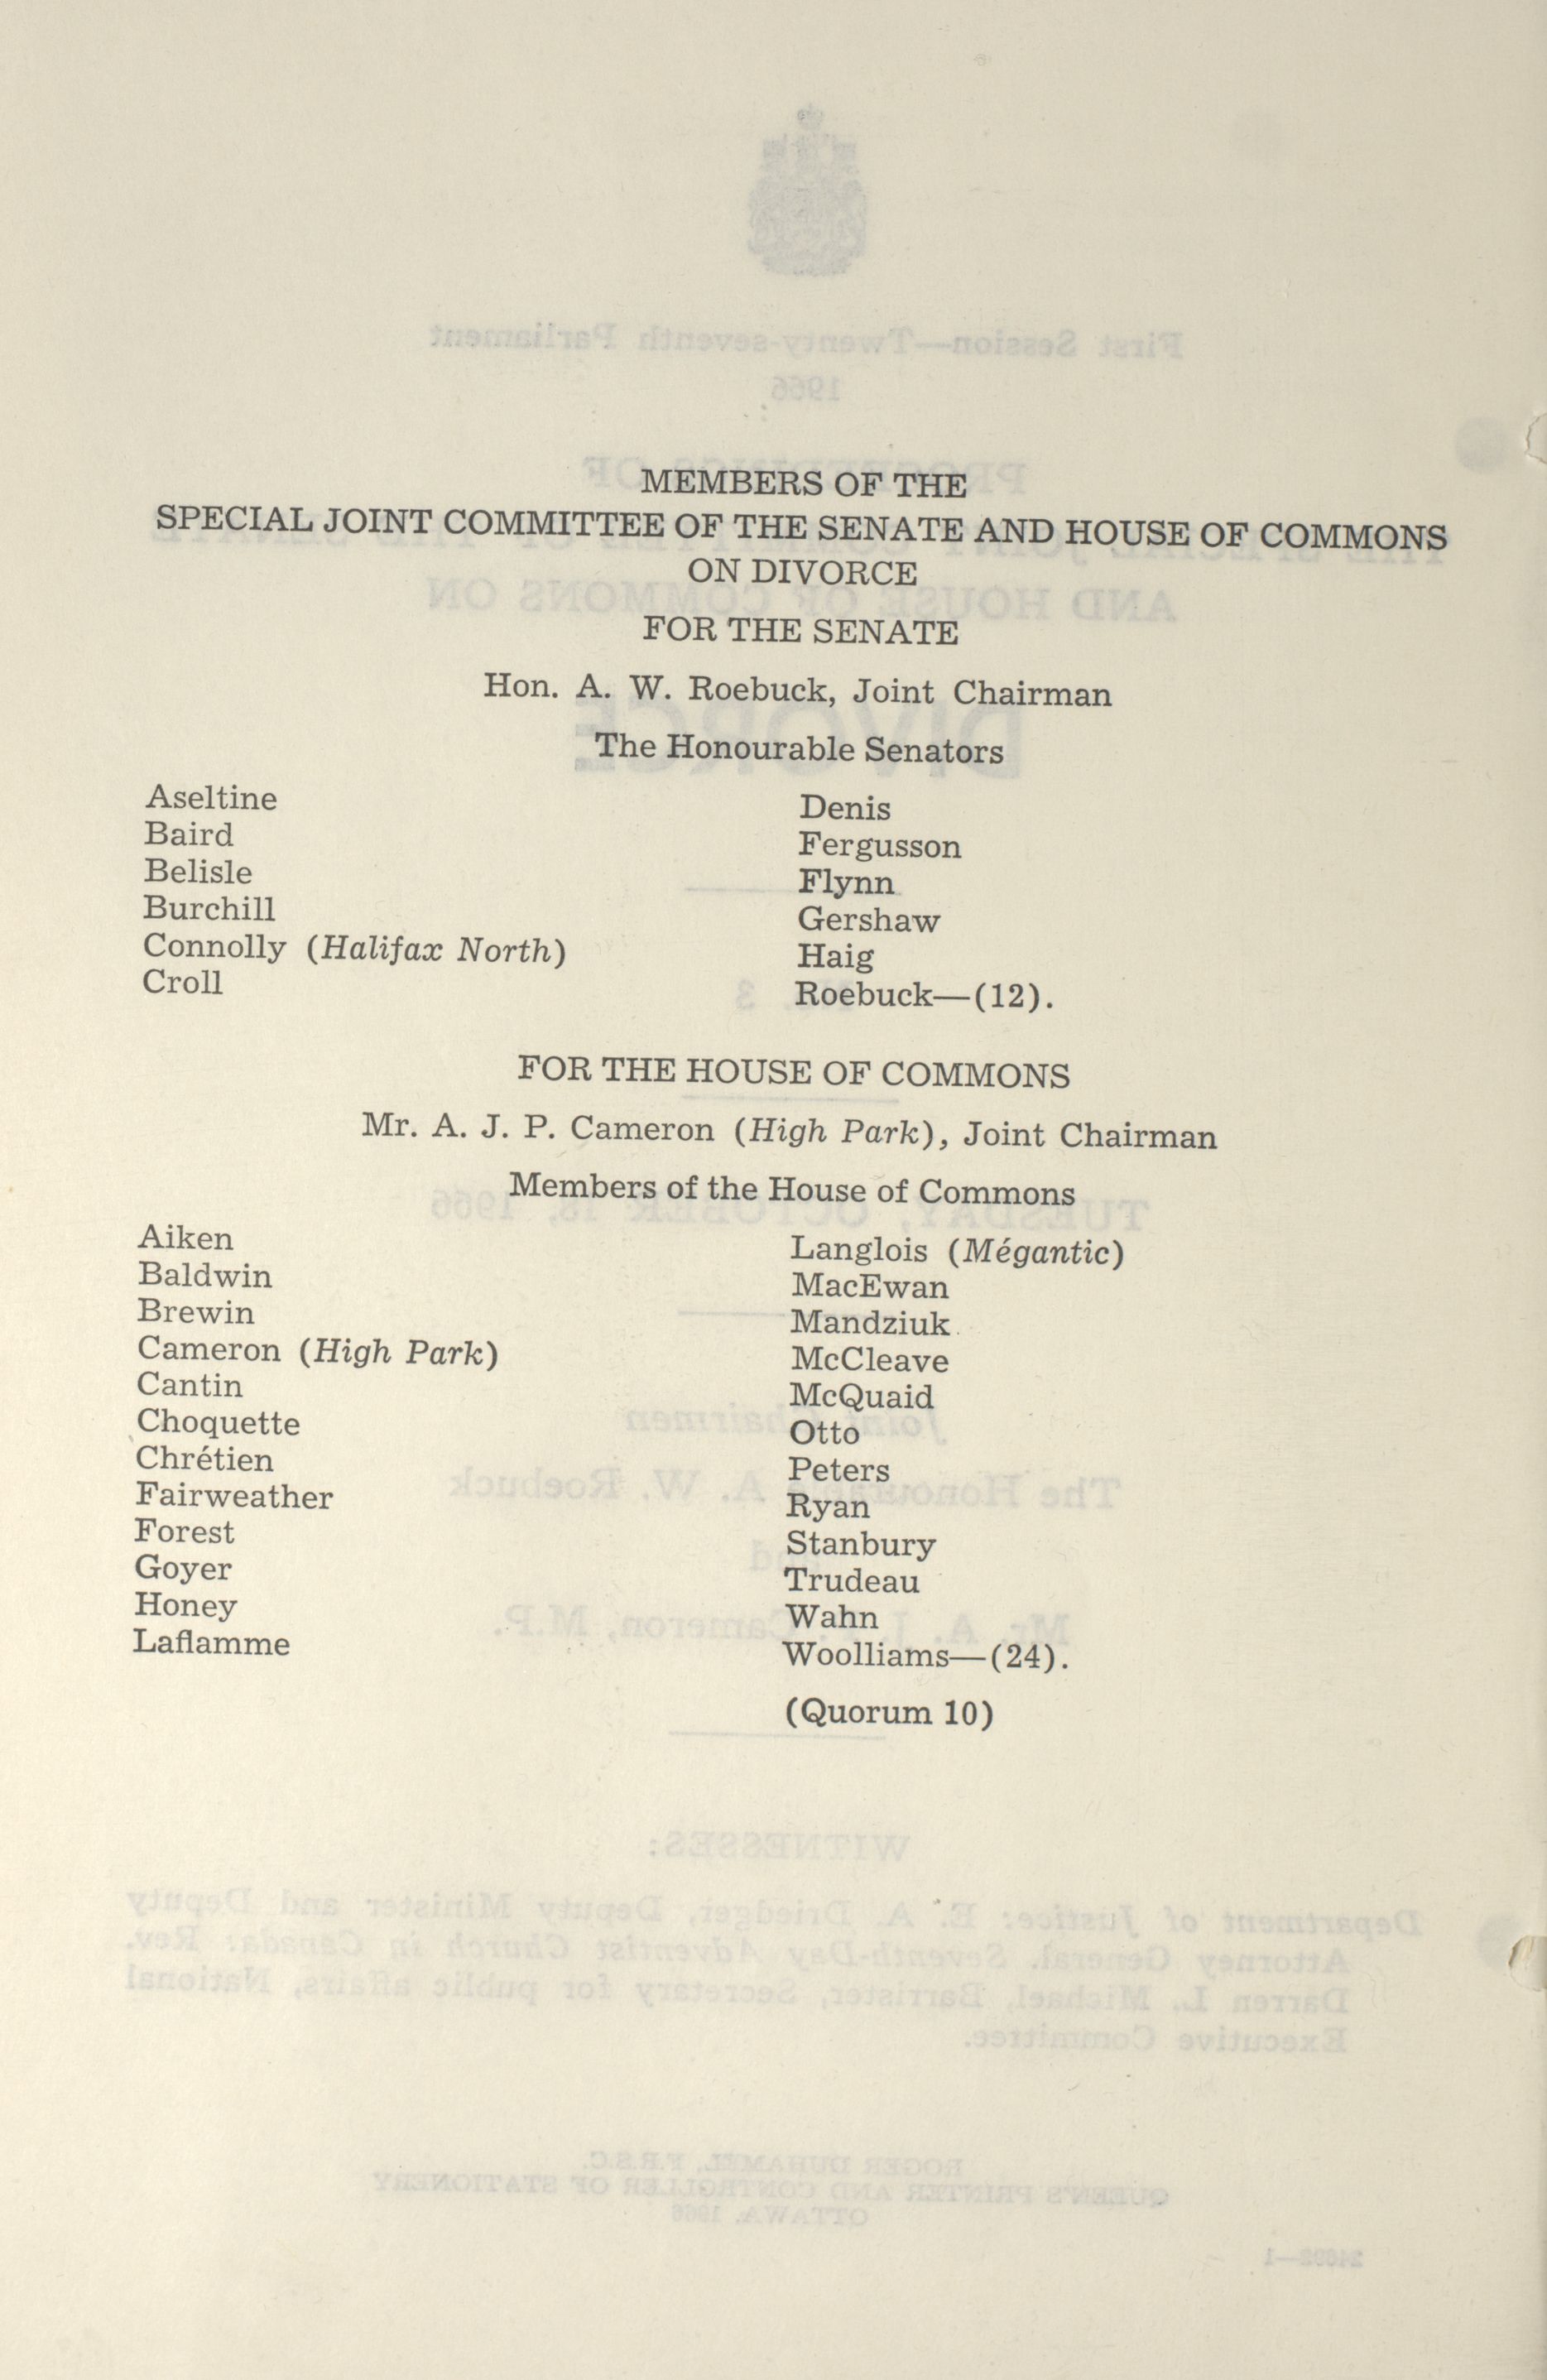 MEMBERS OF THE
SPECIAL JOINT COMMITTEE OF THE SENATE AND HOUSE OF COMMONS
ON DIVORCE
FOR THE SENATE
Hon. A. W. Roebuck, Joint Chairman
The Honourable Senators
Aseltine
Baird
Belisle
Burchill
Connolly (Halifax North)
Croll
Denis
Fergusson
Flynn
Gershaw
Haig
Roebuck—(12).
FOR THE HOUSE OF COMMONS
Mr. A. J. P. Cameron (High Park), Joint Chairman
Members of the House of Commons
Aiken
Baldwin
Brewin
Cameron (High Park)
Cantin
Choquette
Chrétien
Fairweather
Forest
Goyer
Honey
Laflamme
Langlois (Mégantic)
MacEwan
Mandziuk
McCleave
McQuaid
Otto
Peters
Ryan
Stanbury
Trudeau
Wahn
Woolliams—(24).
(Quorum 10)